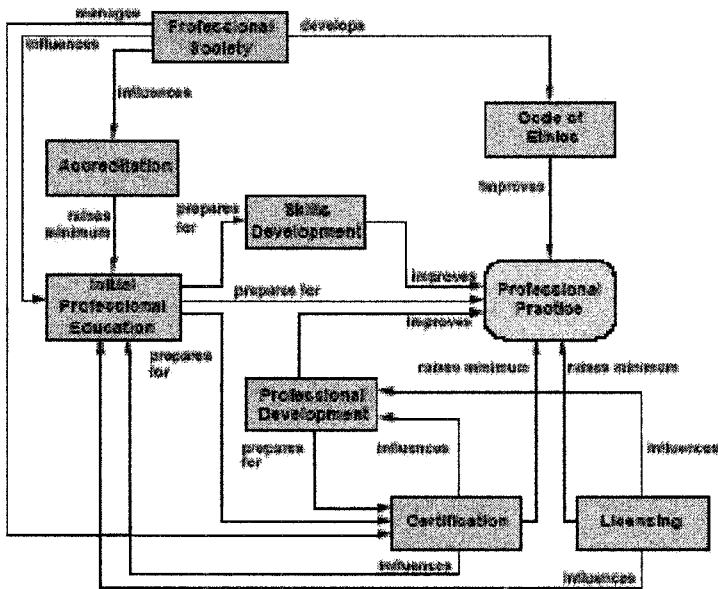 manages
Professional
Society
develops
influences
influences
Code of
Ethics
Accreditation
improves
raises
minimum
prepares
for
Skills
Development
Initial
Professional
Education
improves
prepares for
Professional
Practice
improves
prepares
for
raises minimum
raises minimum
Professional
Development
prepares
for
influences
influences
Certification
Licensing
influences
influences